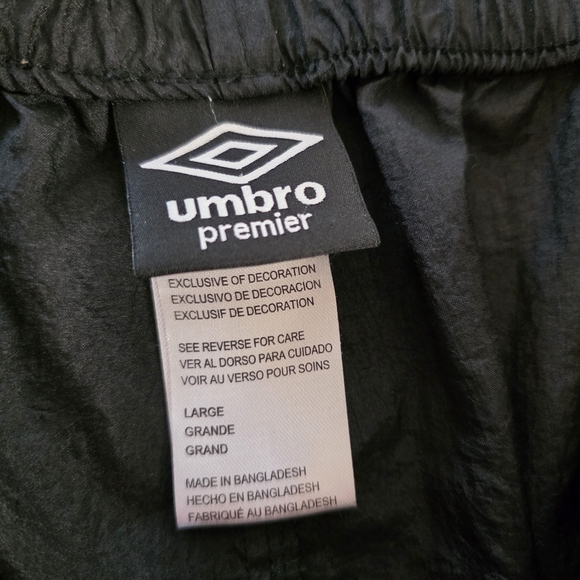 umbro
premier
EXCLUSIVE OF DECORATION
EXCLUSIVO DE DECORACION
EXCLUSIF DE DECORATION
SEE REVERSE FOR CARE
VER AL DORSO PARA CUIDADO
VOIR AU VERSO POUR SOINS
LARGE
GRANDE
GRAND
MADE IN BANGLADESH
HECHO EN BANGLADESH
FABRIQUÉ AU BANGLADESH